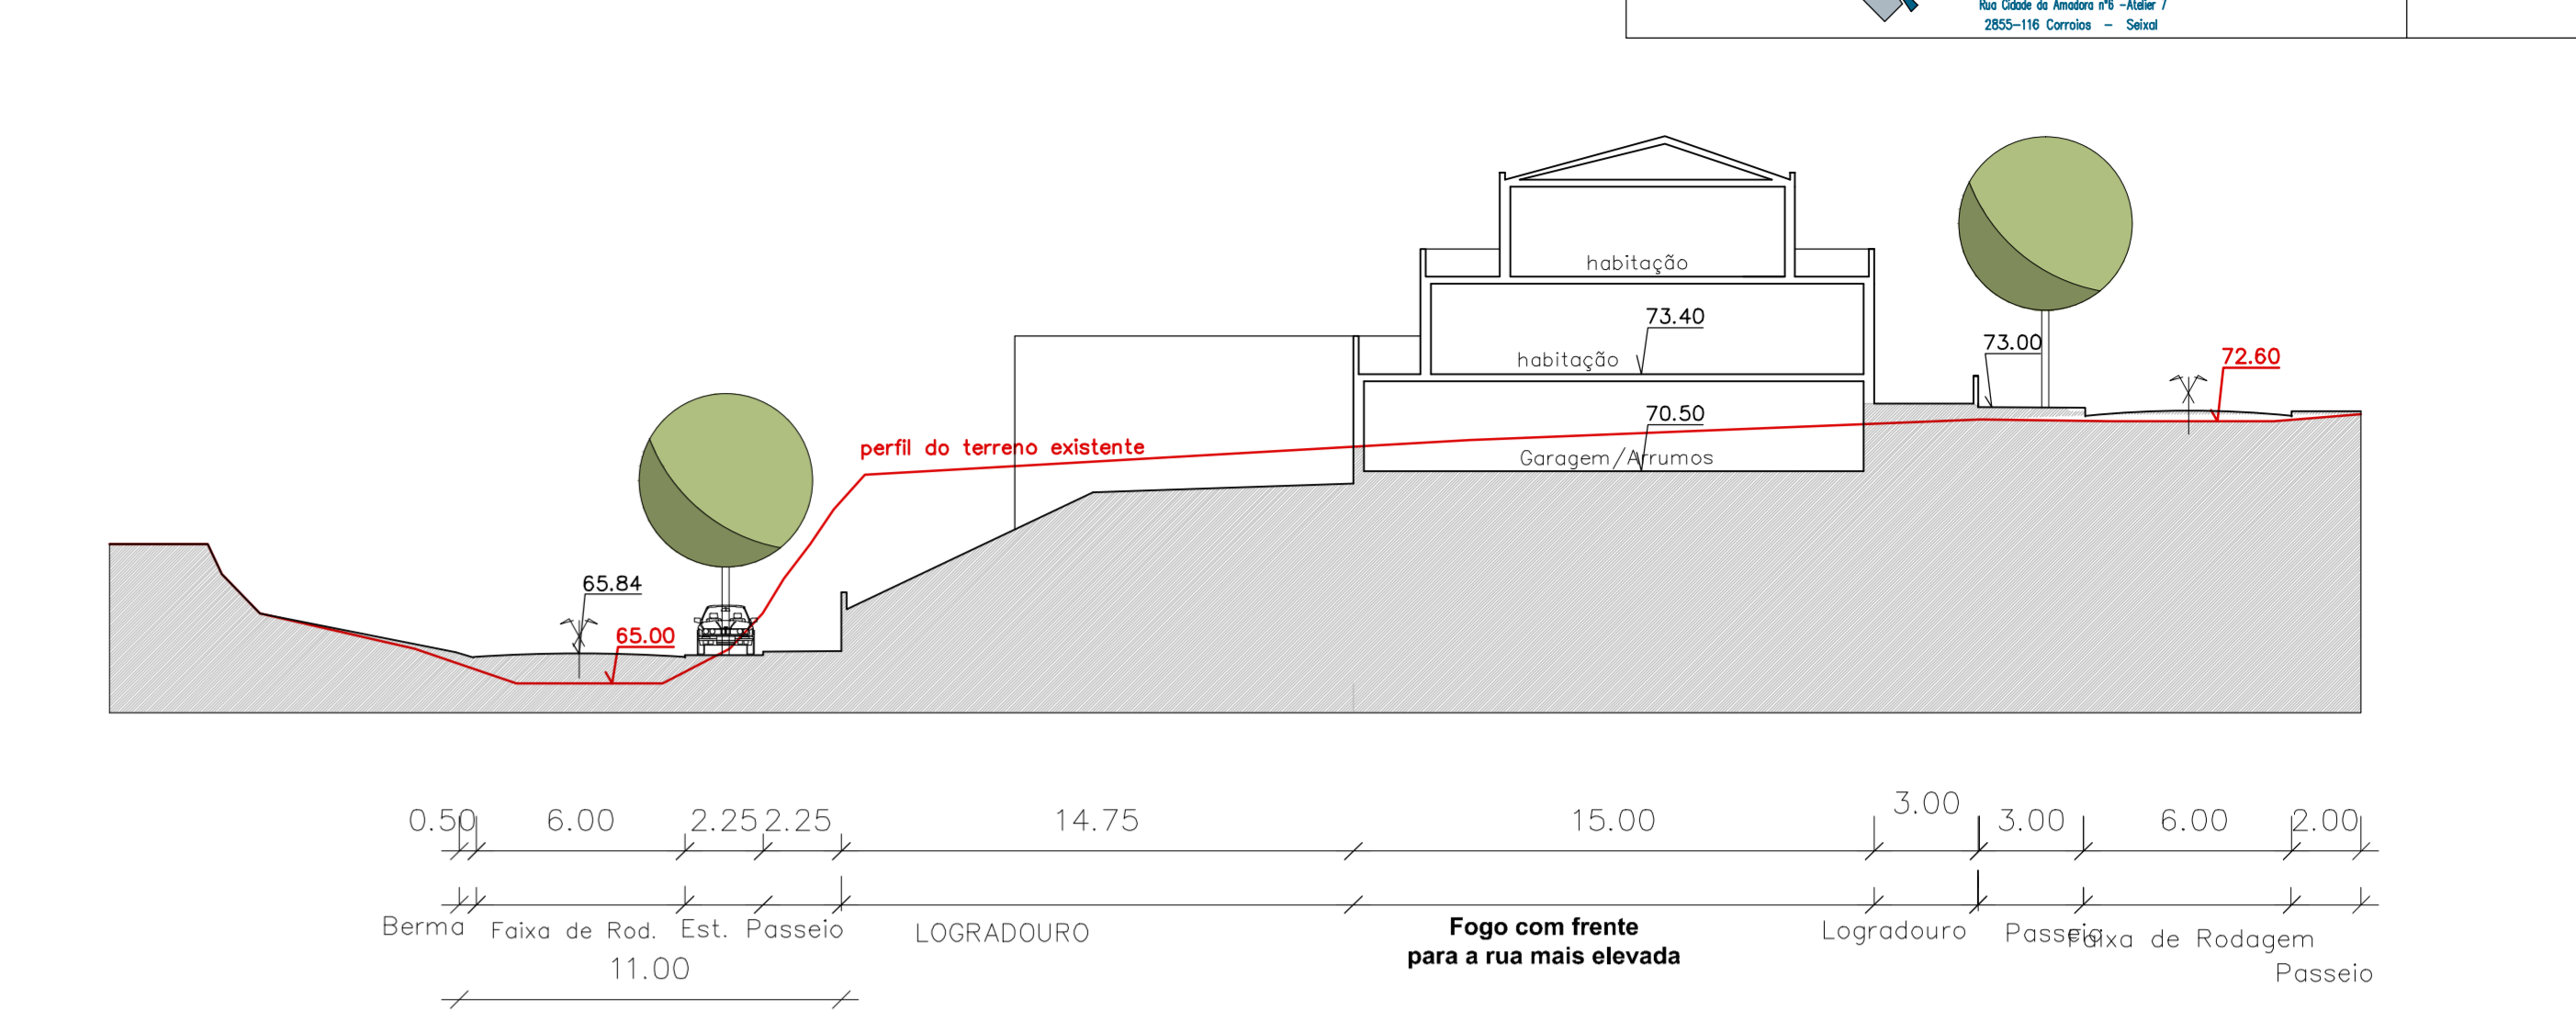 Rua Cidade da Amadora nº6 -Atelier 7
2855-116 Corroios - Seixal
habitação
73.40
habitação
73.00
72.60
70.50
Garagem/Arrumos
perfil do terreno existente
65.84
65.00
0.50 6.00 2.25 2.25 14.75 15.00 3.00 3.00 6.00 2.00
Berma Faixa de Rod. Est. Passeio LOGRADOURO Fogo com frente Logradouro Passeio Faixa de Rodagem
para a rua mais elevada
Passeio
11.00